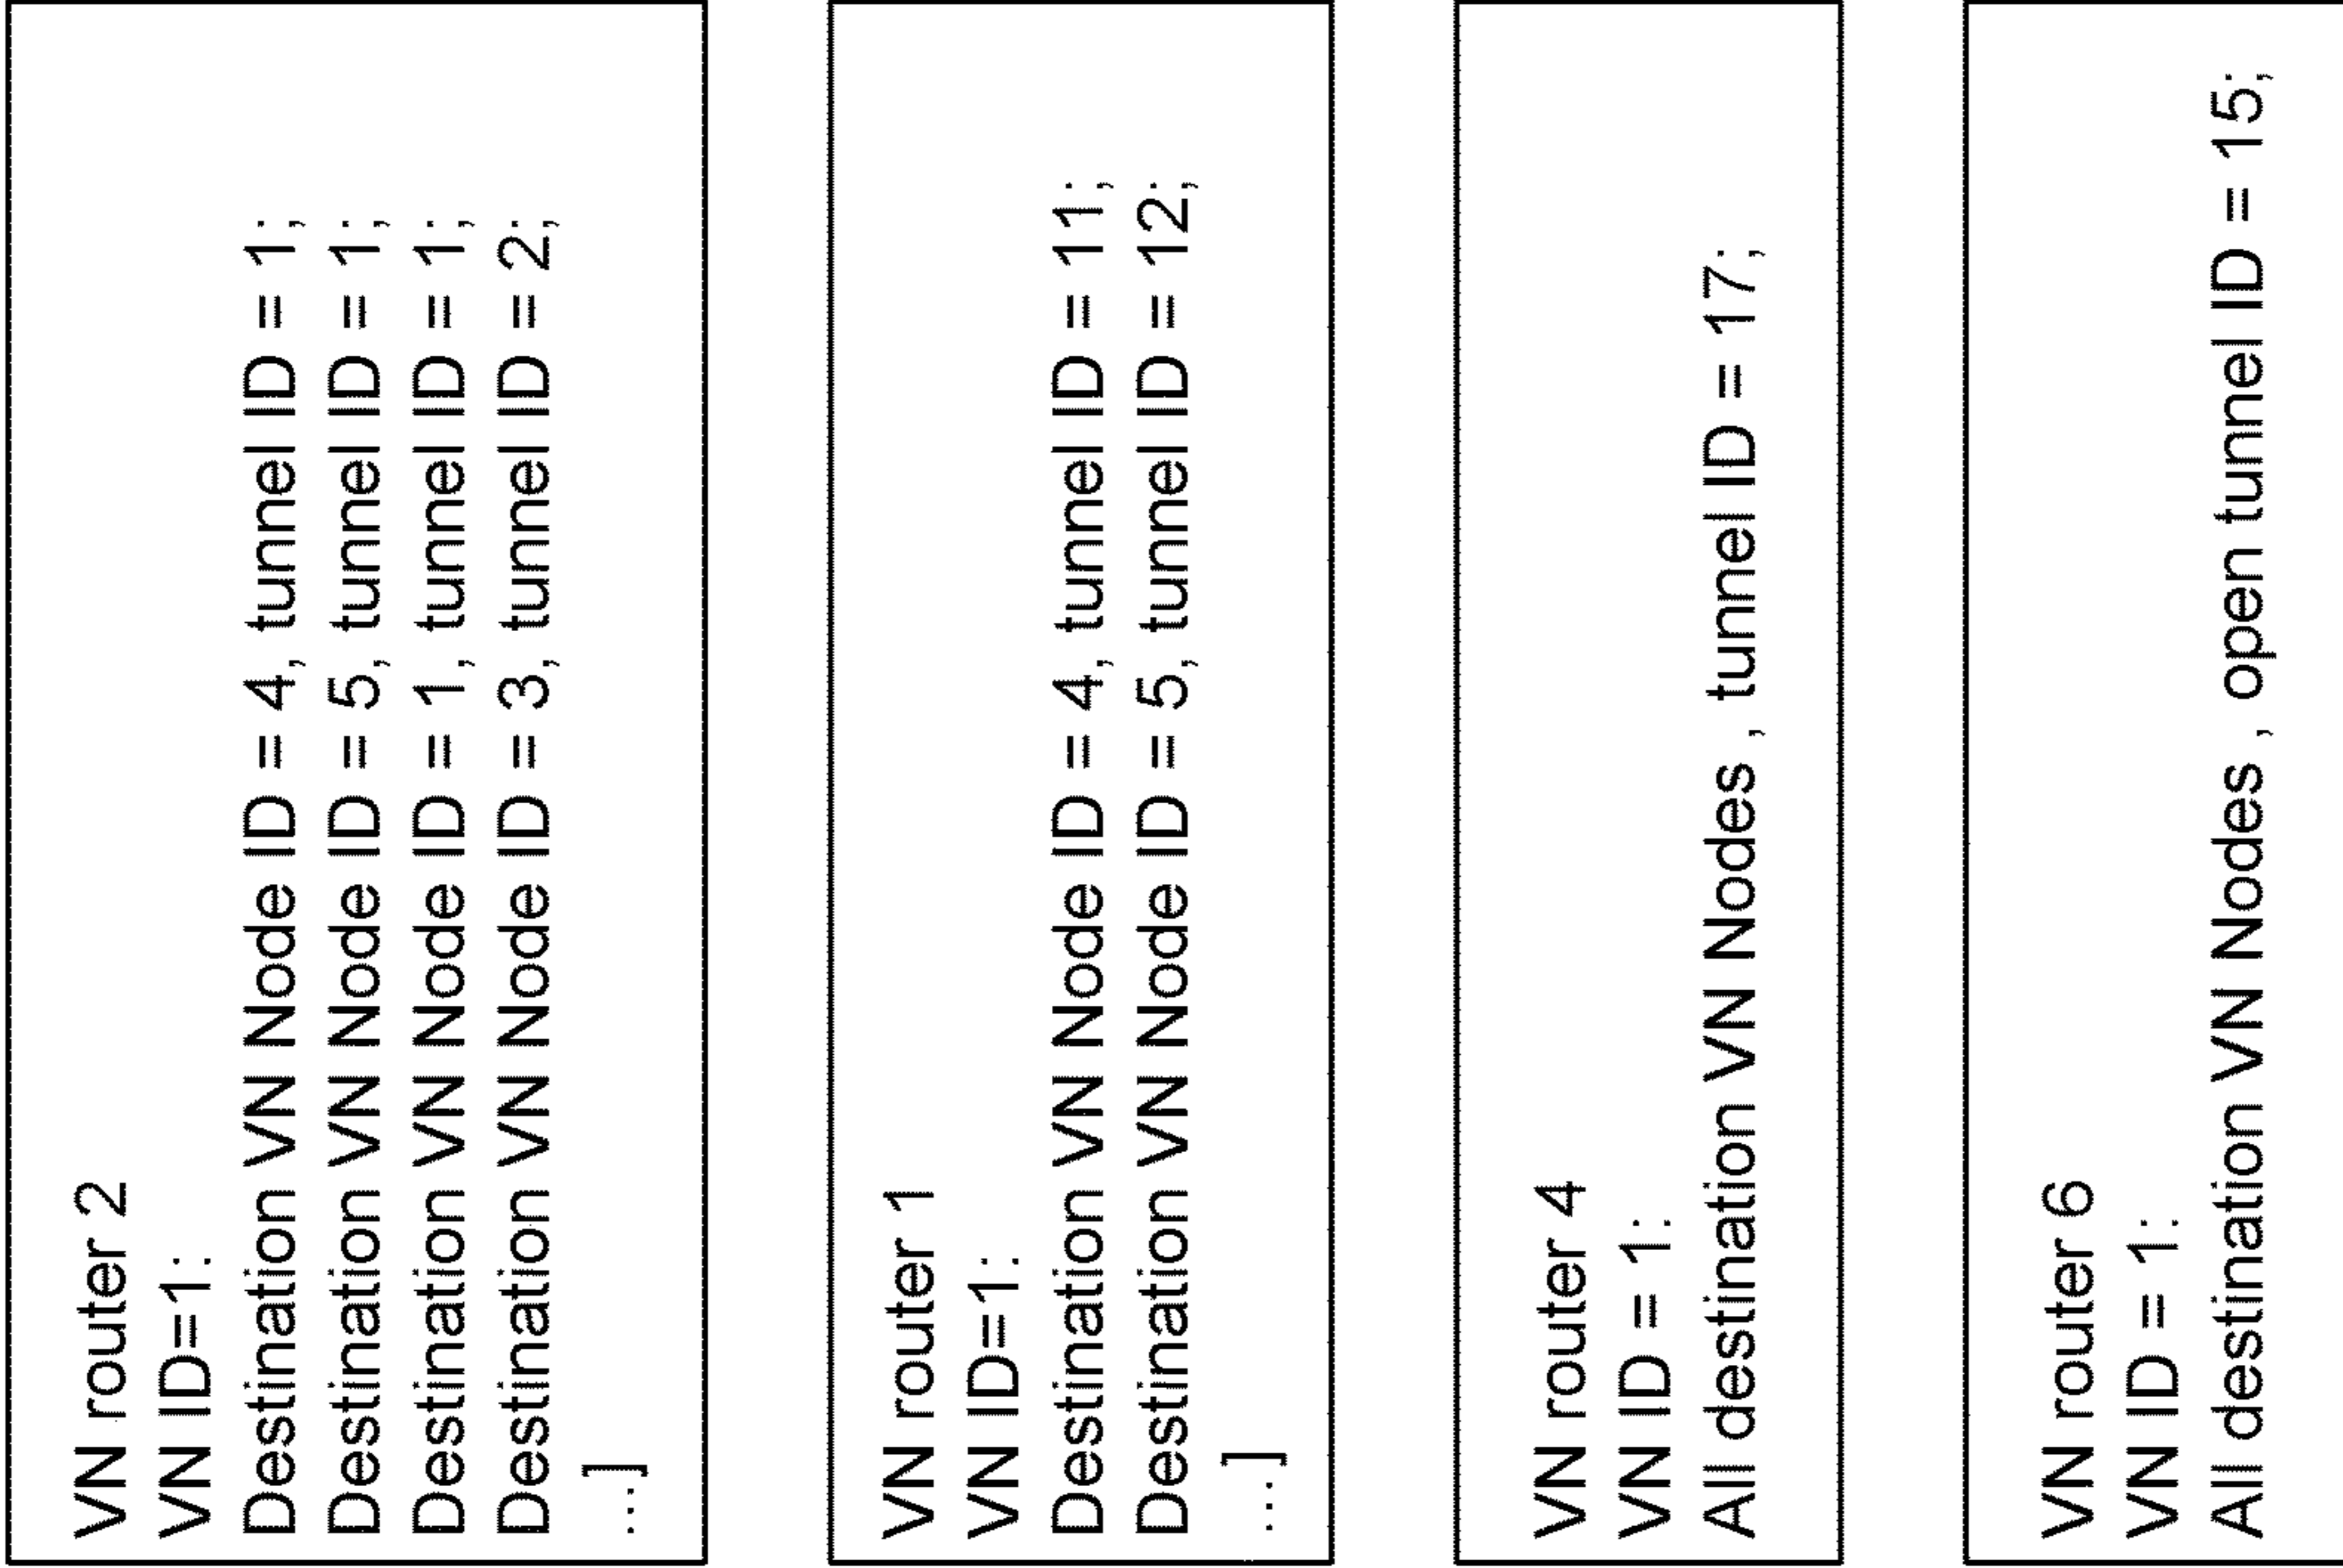 VN router 2
VN ID=1:
Destination VN Node ID = 4, tunnel ID = 1;
Destination VN Node ID = 5, tunnel ID = 1;
Destination VN Node ID = 1, tunnel ID = 1;
Destination VN Node ID = 3, tunnel ID = 2;
...]
VN router 1
VN ID=1:
Destination VN Node ID = 4, tunnel ID = 11;
Destination VN Node ID = 5, tunnel ID = 12;
...]
VN router 4
VN ID = 1:
All destination VN Nodes , tunnel ID = 17;
VN router 6
VN ID = 1:
All destination VN Nodes , open tunnel ID = 15;